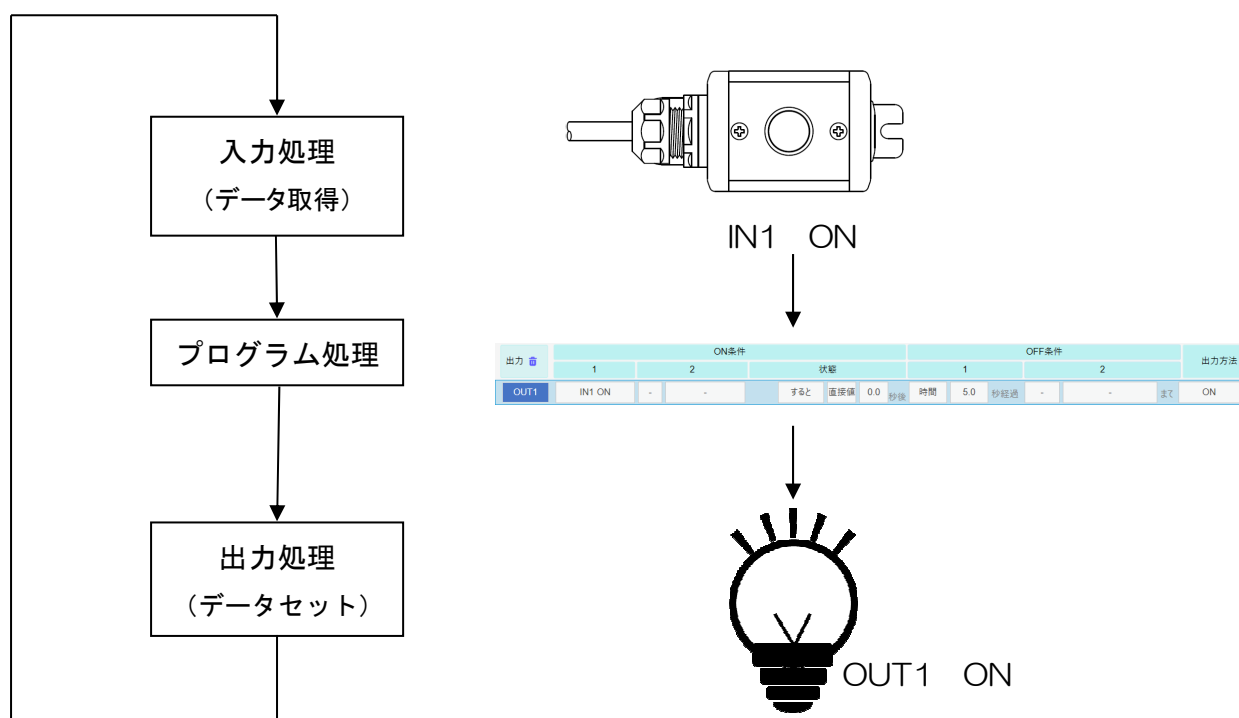 入力処理
（データ取得）
プログラム処理
出力処理
（データセット）
IN1 ON
出力 ON条件 OFF条件 出力方法
1 2 状態 1 2
OUT1 IN1 ON - - すると 直接値 0.0 秒後 時間 5.0 秒経過 - - まで ON
OUT1 ON